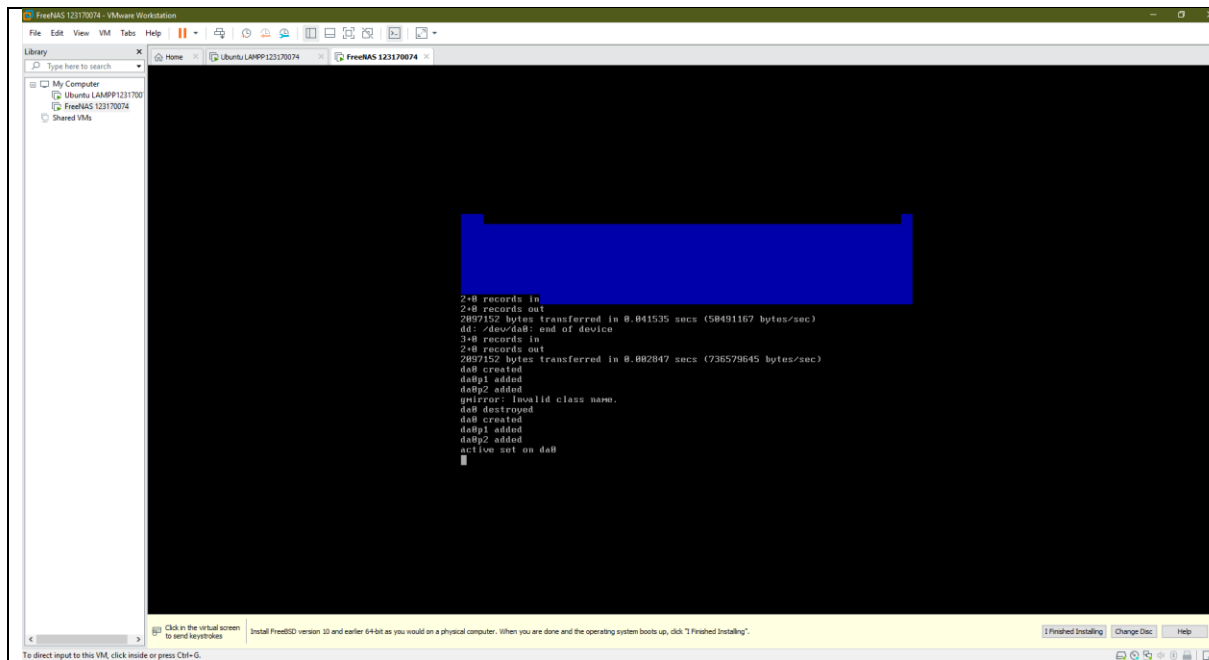 FreeNAS 123170074 - VMware Workstation
File Edit View VM Tabs Help
Library
Type here to search
My Computer
Ubuntu LAMPP1231700
FreeNAS 123170074
Shared VMs
Home
Ubuntu LAMPP123170074
FreeNAS 123170074
2+0 records in
2+0 records out
2097152 bytes transferred in 0.041535 secs (50491167 bytes/sec)
dd: /dev/da0: end of device
3+0 records in
2+0 records out
2097152 bytes transferred in 0.002847 secs (736579645 bytes/sec)
da0 created
da0p1 added
da0p2 added
gmirror: Invalid class name.
da0 destroyed
da0 created
da0p1 added
da0p2 added
active set on da0
Click in the virtual screen
to send keystrokes
Install FreeBSD version 10 and earlier 64-bit as you would on a physical computer. When you are done and the operating system boots up, click "I Finished Installing".
I Finished Installing
Change Disc
Help
To direct input to this VM, click inside or press Ctrl+G.